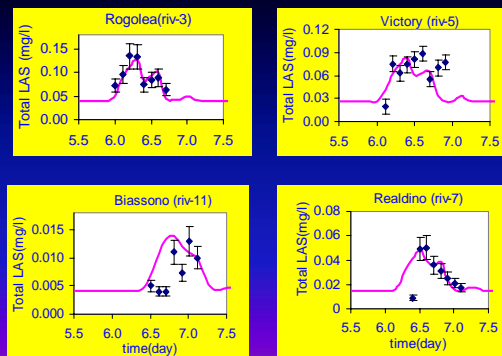 Rogolea(riv-3)
Total LAS(mg/l)
0.15
0.10
0.05
0.00
5.5 6.0 6.5 7.0 7.5
Victory (riv-5)
Total LAS (mg/l)
0.12
0.09
0.06
0.03
0.00
5.5 6.0 6.5 7.0 7.5
Biassono (riv-11)
Total LAS(mg/l)
0.015
0.010
0.005
0.000
5.5 6.0 6.5 7.0 7.5
time(day)
Realdino (riv-7)
Total LAS(mg/l)
0.08
0.06
0.04
0.02
0
5.5 6.0 6.5 7.0 7.5
time(day)